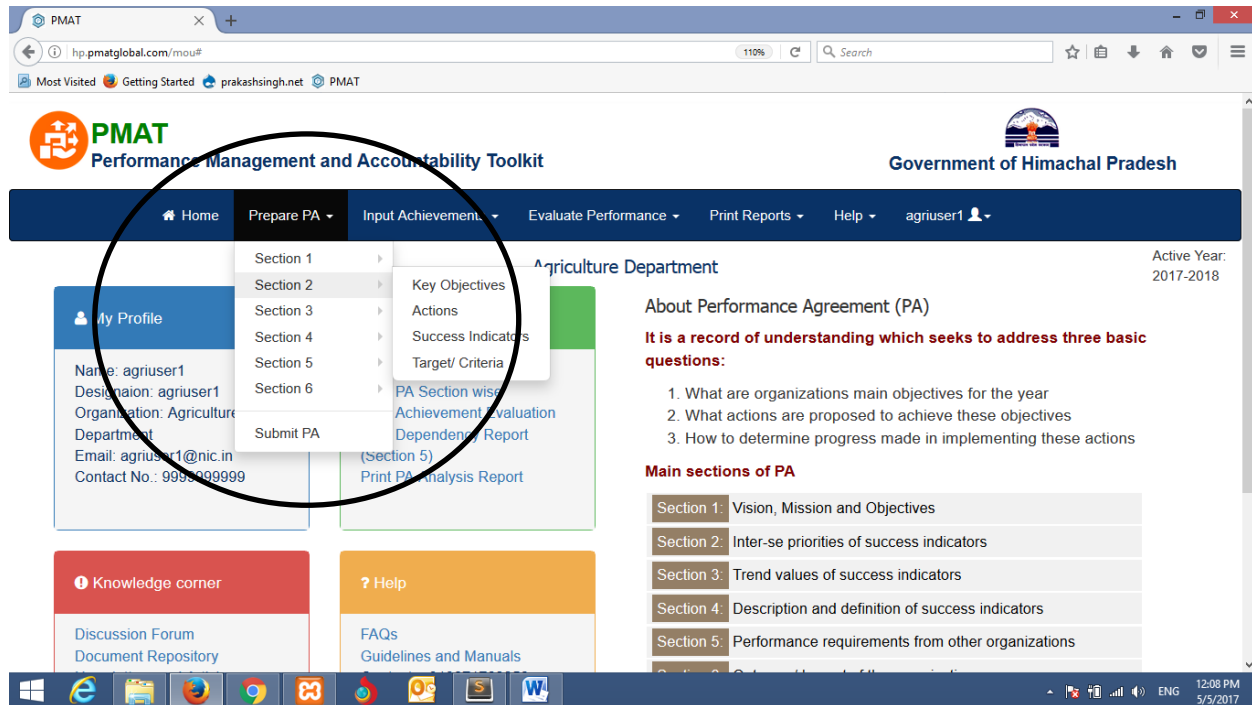 PMAT
hp.pmatglobal.com/mou#
110%
Search
Most Visited Getting Started prakashsingh.net PMAT
PMAT
Performance Management and Accountability Toolkit
Government of Himachal Pradesh
Home Prepare PA Input Achievements Evaluate Performance Print Reports Help agriuser1
Section 1
Section 2
Section 3
Section 4
Section 5
Section 6
Submit PA
Key Objectives
Actions
Success Indicators
Target/ Criteria
Agriculture Department
Active Year:
2017-2018
My Profile
Name: agriuser1
Designaion: agriuser1
Organization: Agriculture
Department
Email: agriuser1@nic.in
Contact No.: 9999999999
PA Section wise
Achievement Evaluation
Dependency Report
(Section 5)
Print PA Analysis Report
About Performance Agreement (PA)
It is a record of understanding which seeks to address three basic
questions:
1. What are organizations main objectives for the year
2. What actions are proposed to achieve these objectives
3. How to determine progress made in implementing these actions
Main sections of PA
Section 1: Vision, Mission and Objectives
Section 2: Inter-se priorities of success indicators
Section 3: Trend values of success indicators
Section 4: Description and definition of success indicators
Section 5: Performance requirements from other organizations
Knowledge corner
Discussion Forum
Document Repository
? Help
FAQs
Guidelines and Manuals
ENG
12:08 PM
5/5/2017